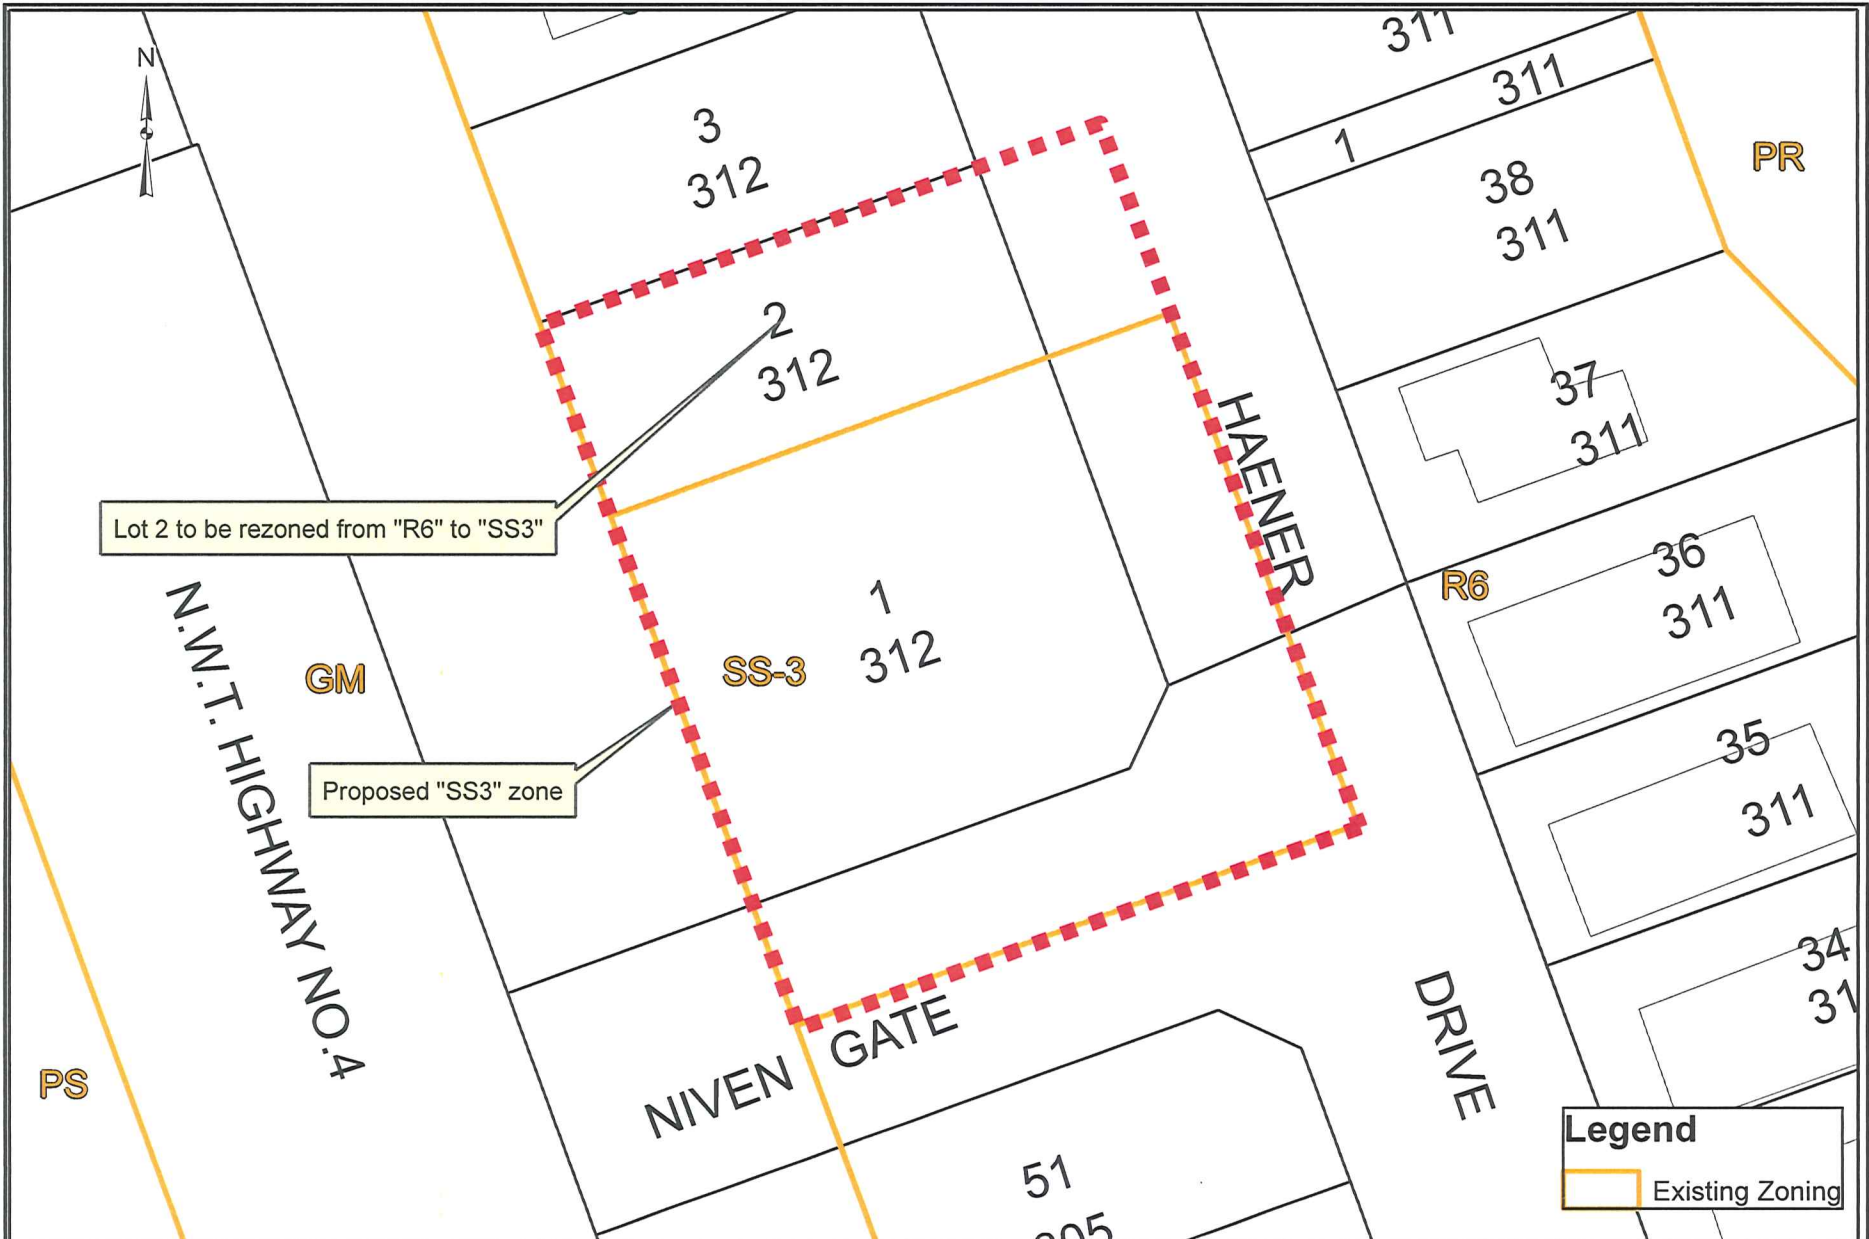 N
311
311
1
3
312
38
311
PR
2
312
37
311
HAENER
Lot 2 to be rezoned from "R6" to "SS3"
36
311
R6
1
312
SS-3
GM
N.W.T. HIGHWAY NO.4
35
311
Proposed "SS3" zone
34
31
NIVEN GATE
DRIVE
PS
51
305
Legend
Existing Zoning